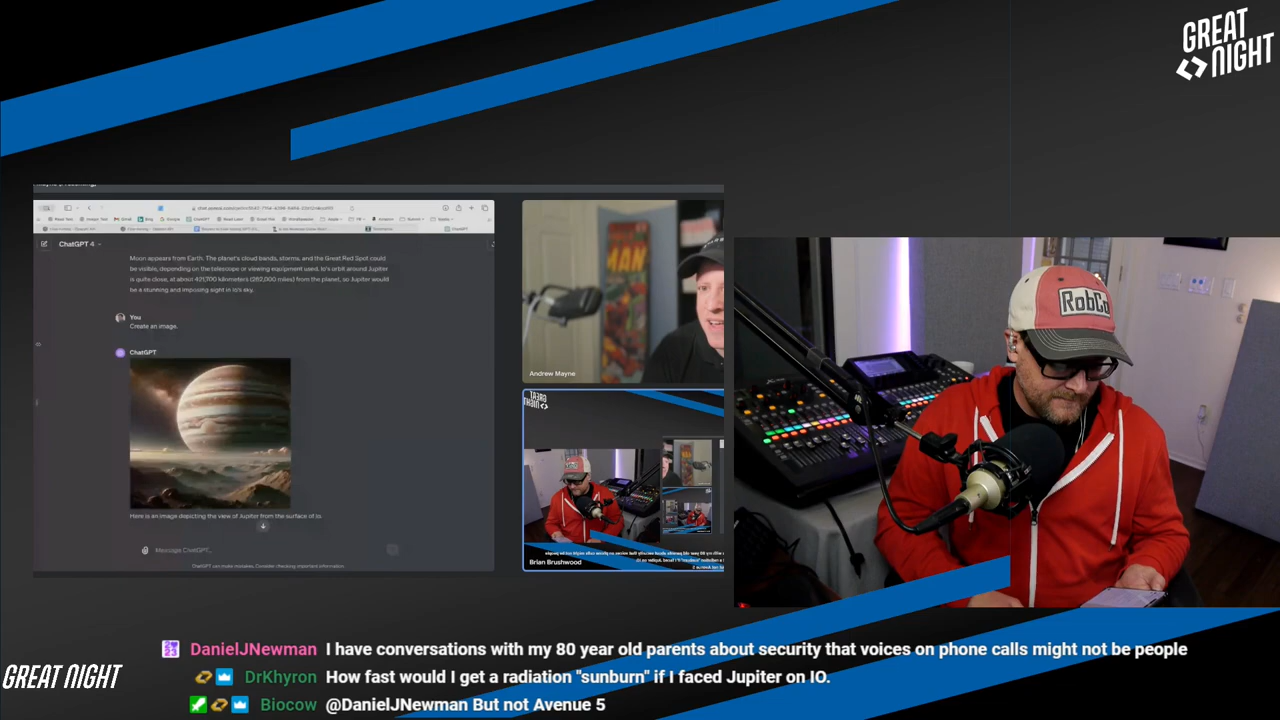 GREAT
NIGHT
ChatGPT 4
Moon appears from Earth. The planet's cloud bands, storms, and the Great Red Spot could
be visible, depending on the telescope or viewing equipment used. Io's orbit around Jupiter
is quite close, at almost 421,700 kilometers (262,000 miles) from the planet, so Jupiter would
be a stunning and imposing sight in Io's sky.
You
Create an image.
ChatGPT
Here is an image depicting the view of Jupiter from the surface of Io.
Message ChatGPT...
ChatGPT can make mistakes. Consider checking important information.
MAN
Andrew Mayne
Brian Brushwood
RobCo
DanielJNewman I have conversations with my 80 year old parents about security that voices on phone calls might not be people
DrKhyron How fast would I get a radiation "sunburn" if I faced Jupiter on IO.
Biocow @DanielJNewman But not Avenue 5
GREAT NIGHT